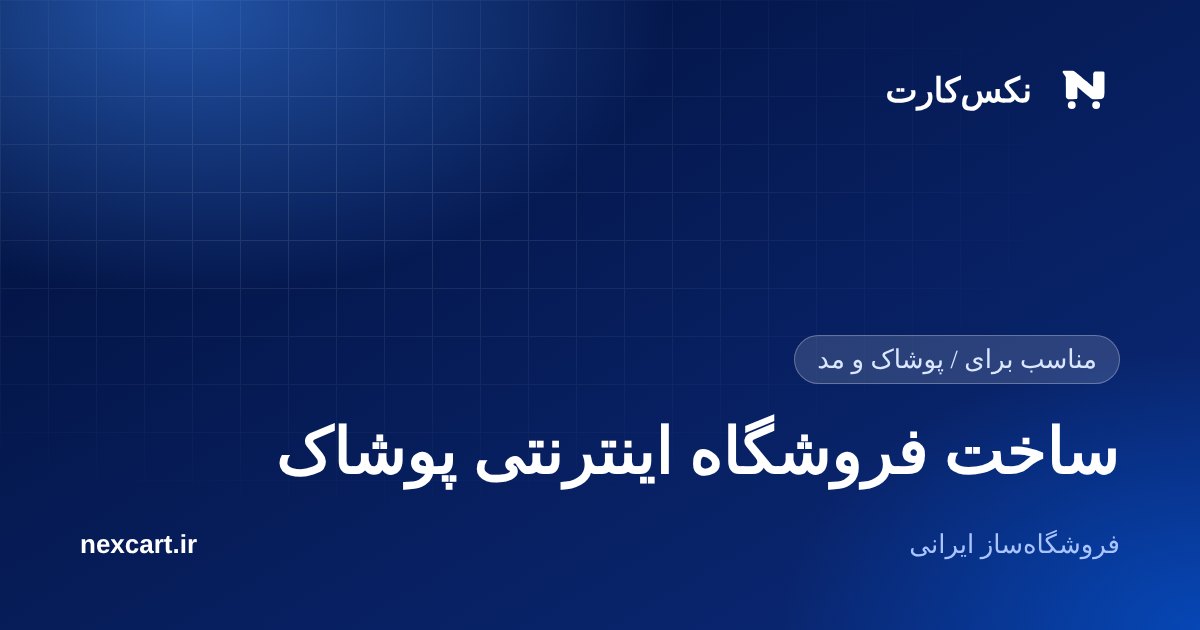 نکس‌کارت
مناسب برای / پوشاک و مد
ساخت فروشگاه اینترنتی پوشاک
فروشگاه‌ساز ایرانی
nexcart.ir